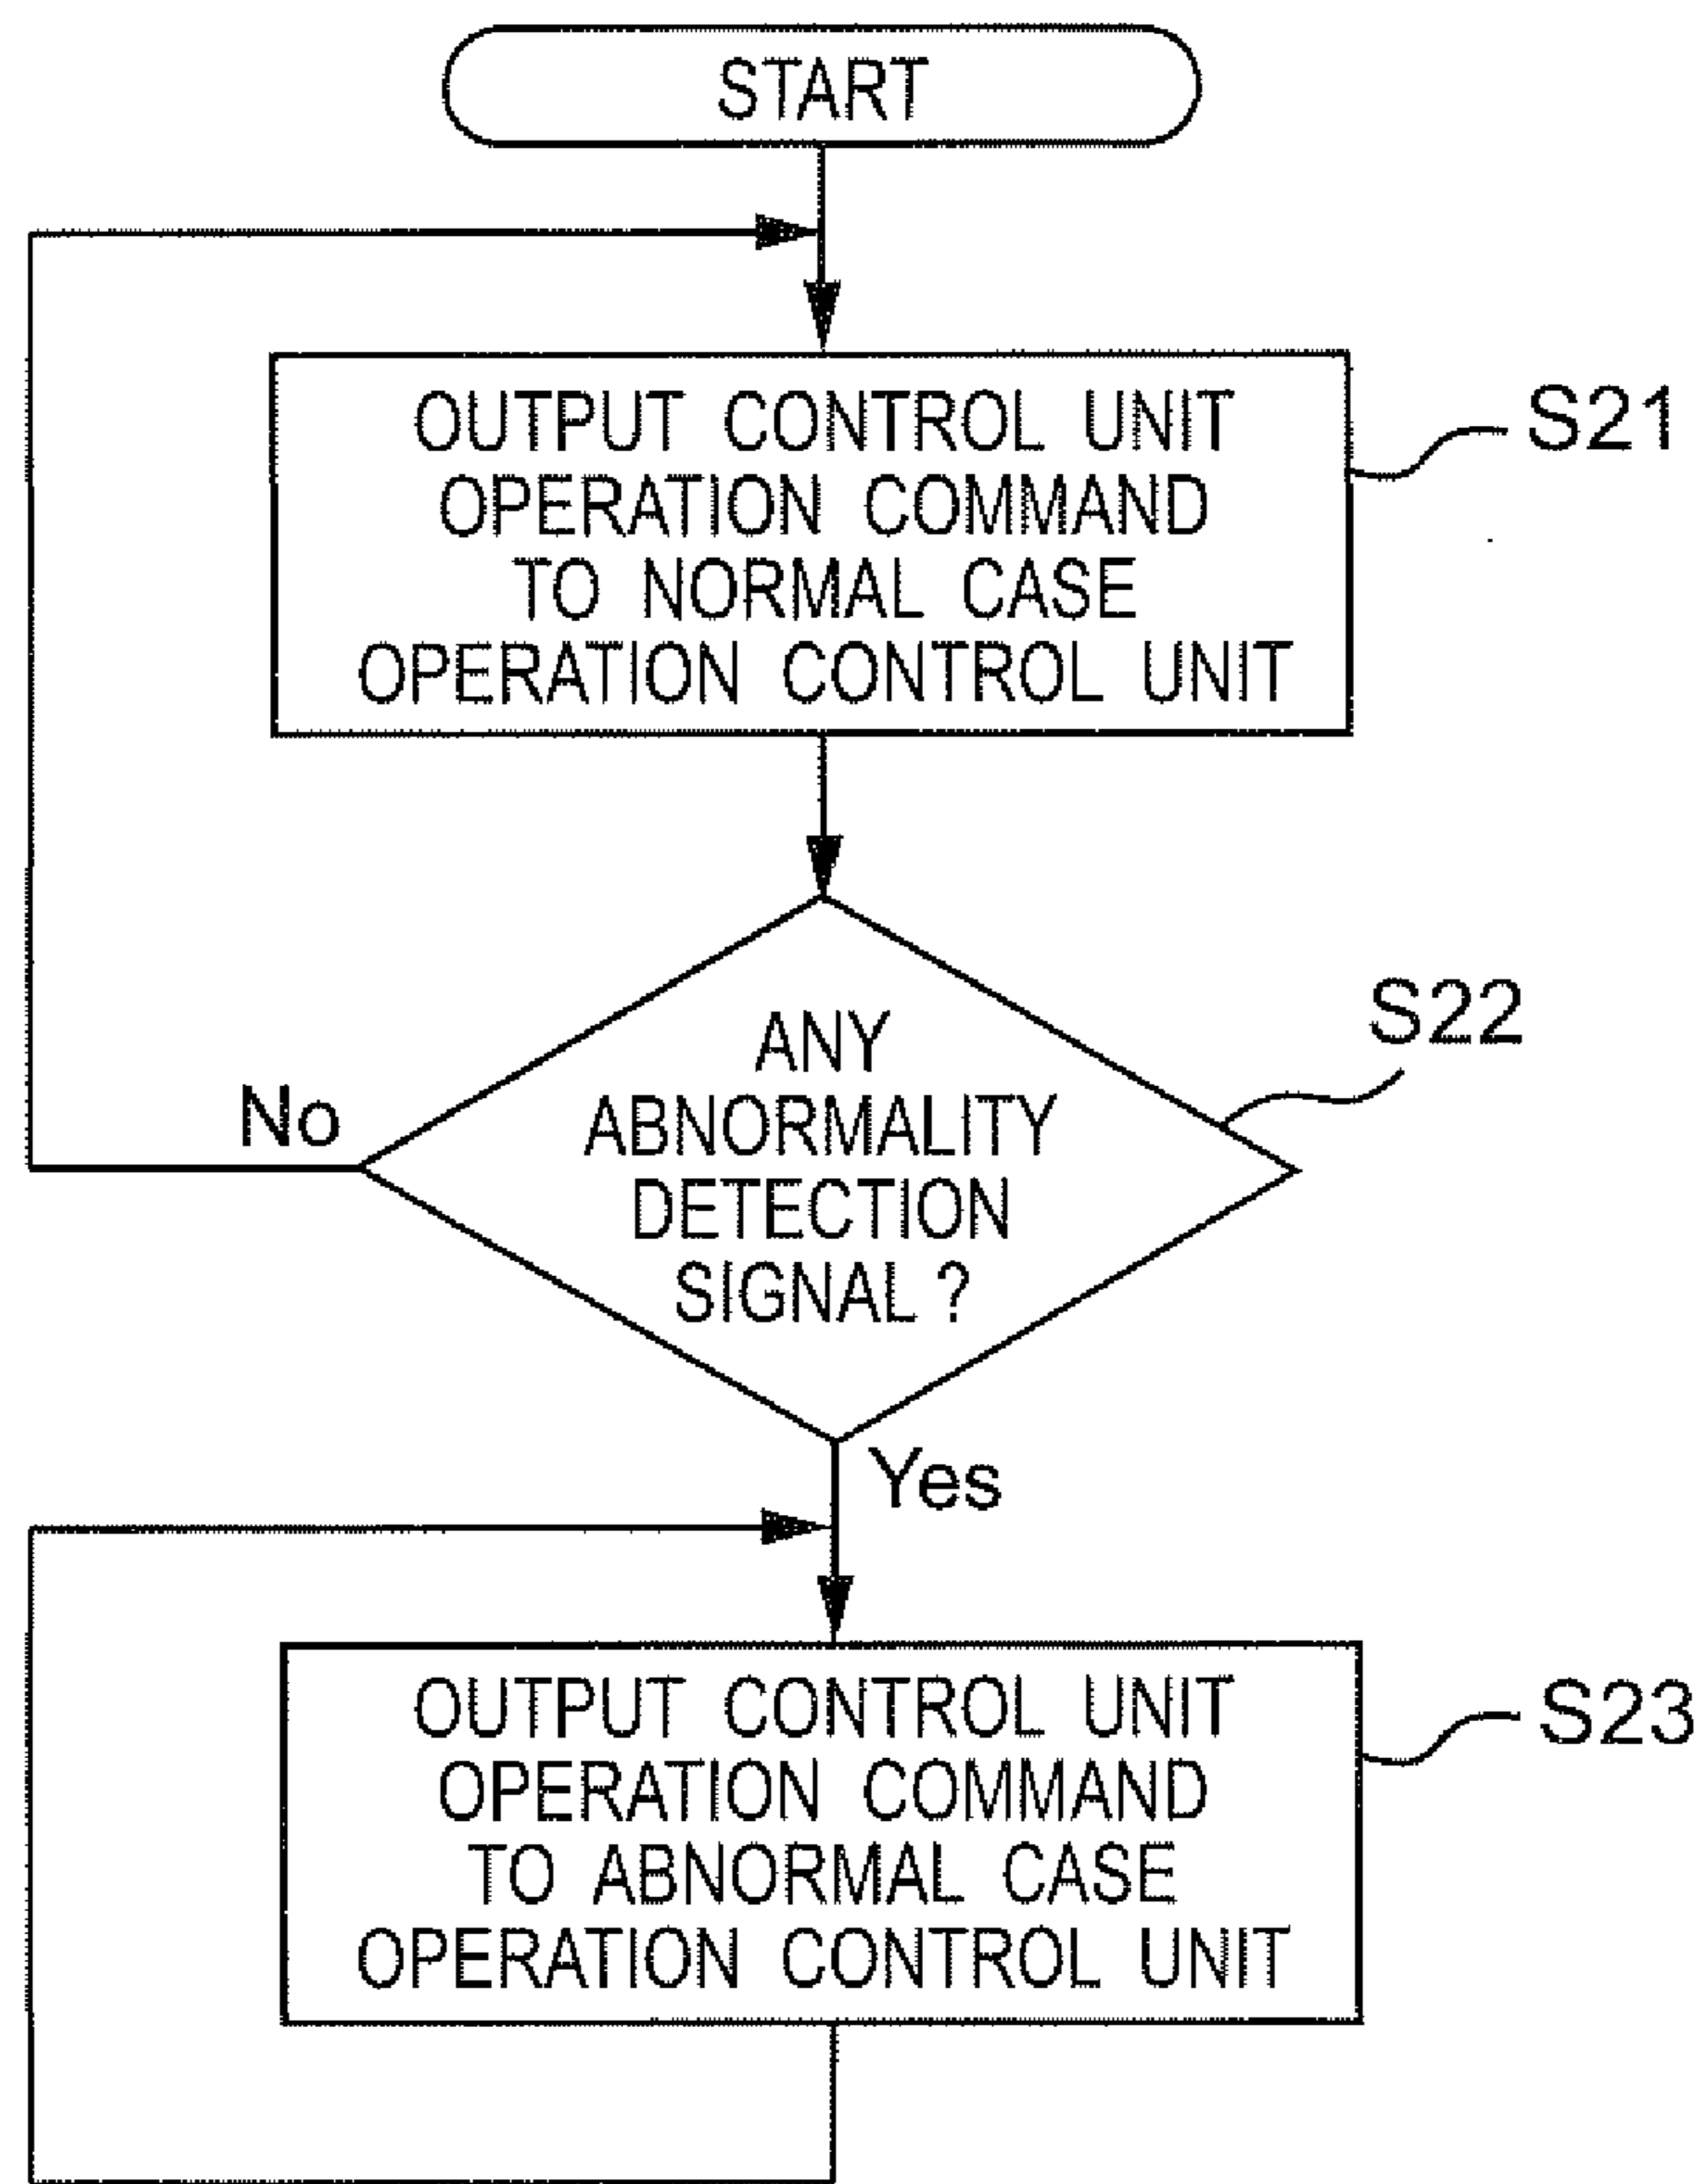 START
OUTPUT CONTROL UNIT
OPERATION COMMAND
TO NORMAL CASE
OPERATION CONTROL UNIT
S21
ANY
ABNORMALITY
DETECTION
SIGNAL ?
S22
No
Yes
OUTPUT CONTROL UNIT
OPERATION COMMAND
TO ABNORMAL CASE
OPERATION CONTROL UNIT
S23